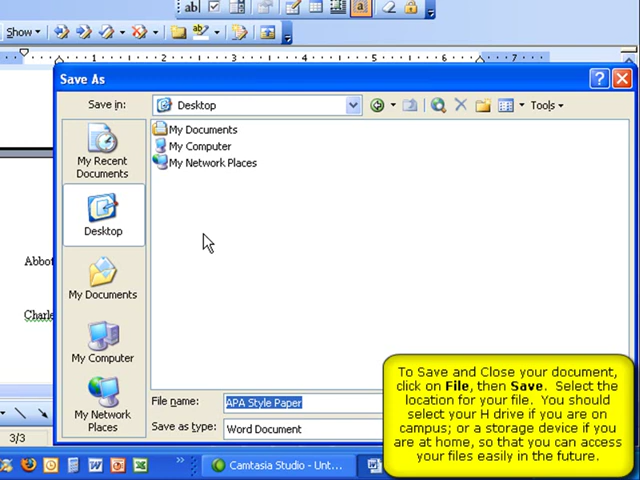 Show
7
Save As
Save in:
Desktop
Tools
My Recent
Documents
Desktop
My Documents
My Computer
My Network
Places
My Documents
My Computer
My Network Places
Charle
File name:
APA Style Paper
Save as type:
Word Document
To Save and Close your document,
click on File, then Save. Select the
location for your file. You should
select your H drive if you are on
campus; or a storage device if you
are at home, so that you can access
your files easily in the future.
3/3
Camtasia Studio - Unt...